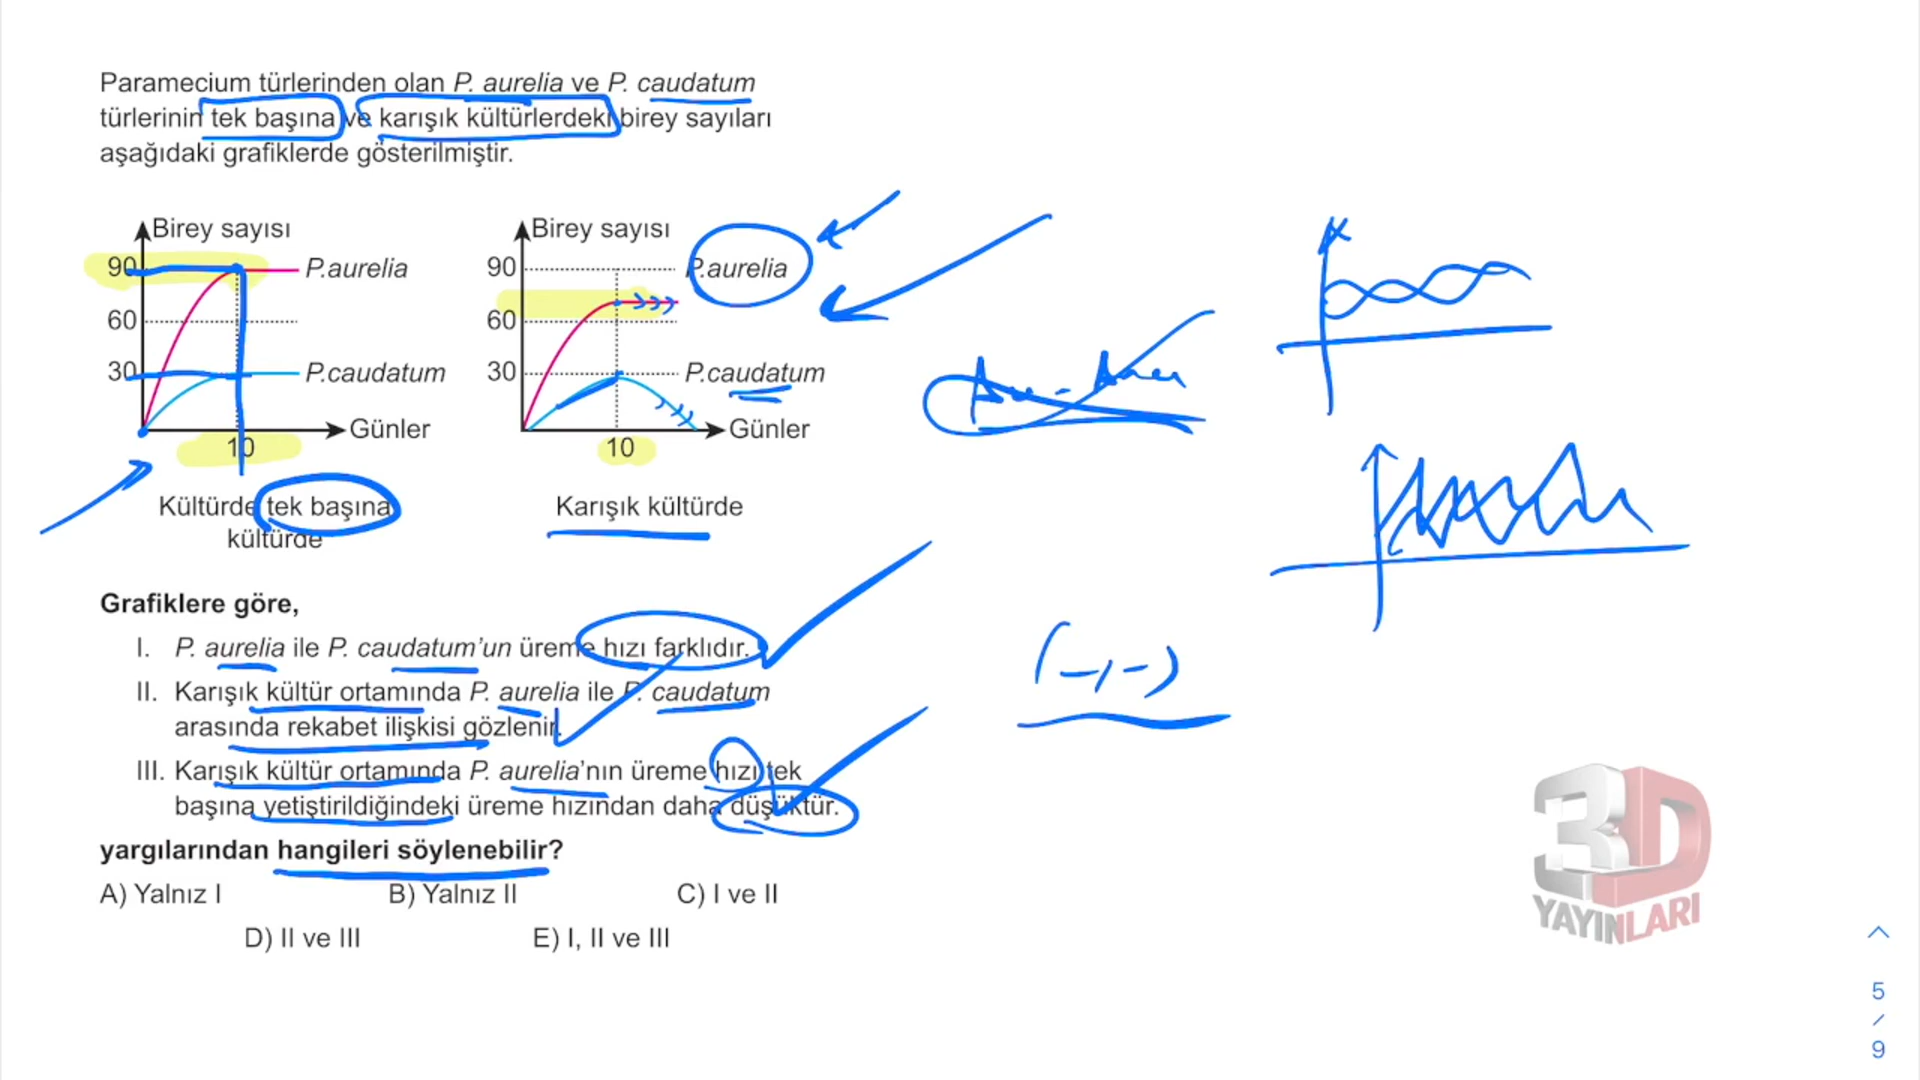 Paramecium türlerinden olan P. aurelia ve P. caudatum
türlerinin tek başına ve karışık kültürlerdeki birey sayıları
aşağıdaki grafiklerde gösterilmiştir.
Birey sayısı
90
P.aurelia
60
30
P.caudatum
Günler
10
Kültürde tek başına
kültürde
Birey sayısı
90
P.aurelia
60
30
P.caudatum
Günler
10
Karışık kültürde
Grafiklere göre,
I. P. aurelia ile P. caudatum'un üreme hızı farklıdır.
II. Karışık kültür ortamında P. aurelia ile P. caudatum
arasında rekabet ilişkisi gözlenir.
III. Karışık kültür ortamında P. aurelia'nın üreme hızı tek
başına yetiştirildiğindeki üreme hızından daha düşüktür.
yargılarından hangileri söylenebilir?
A) Yalnız I B) Yalnız II C) I ve II
D) II ve III E) I, II ve III
(-,-)
3D
YAYINLARI
5
/
9